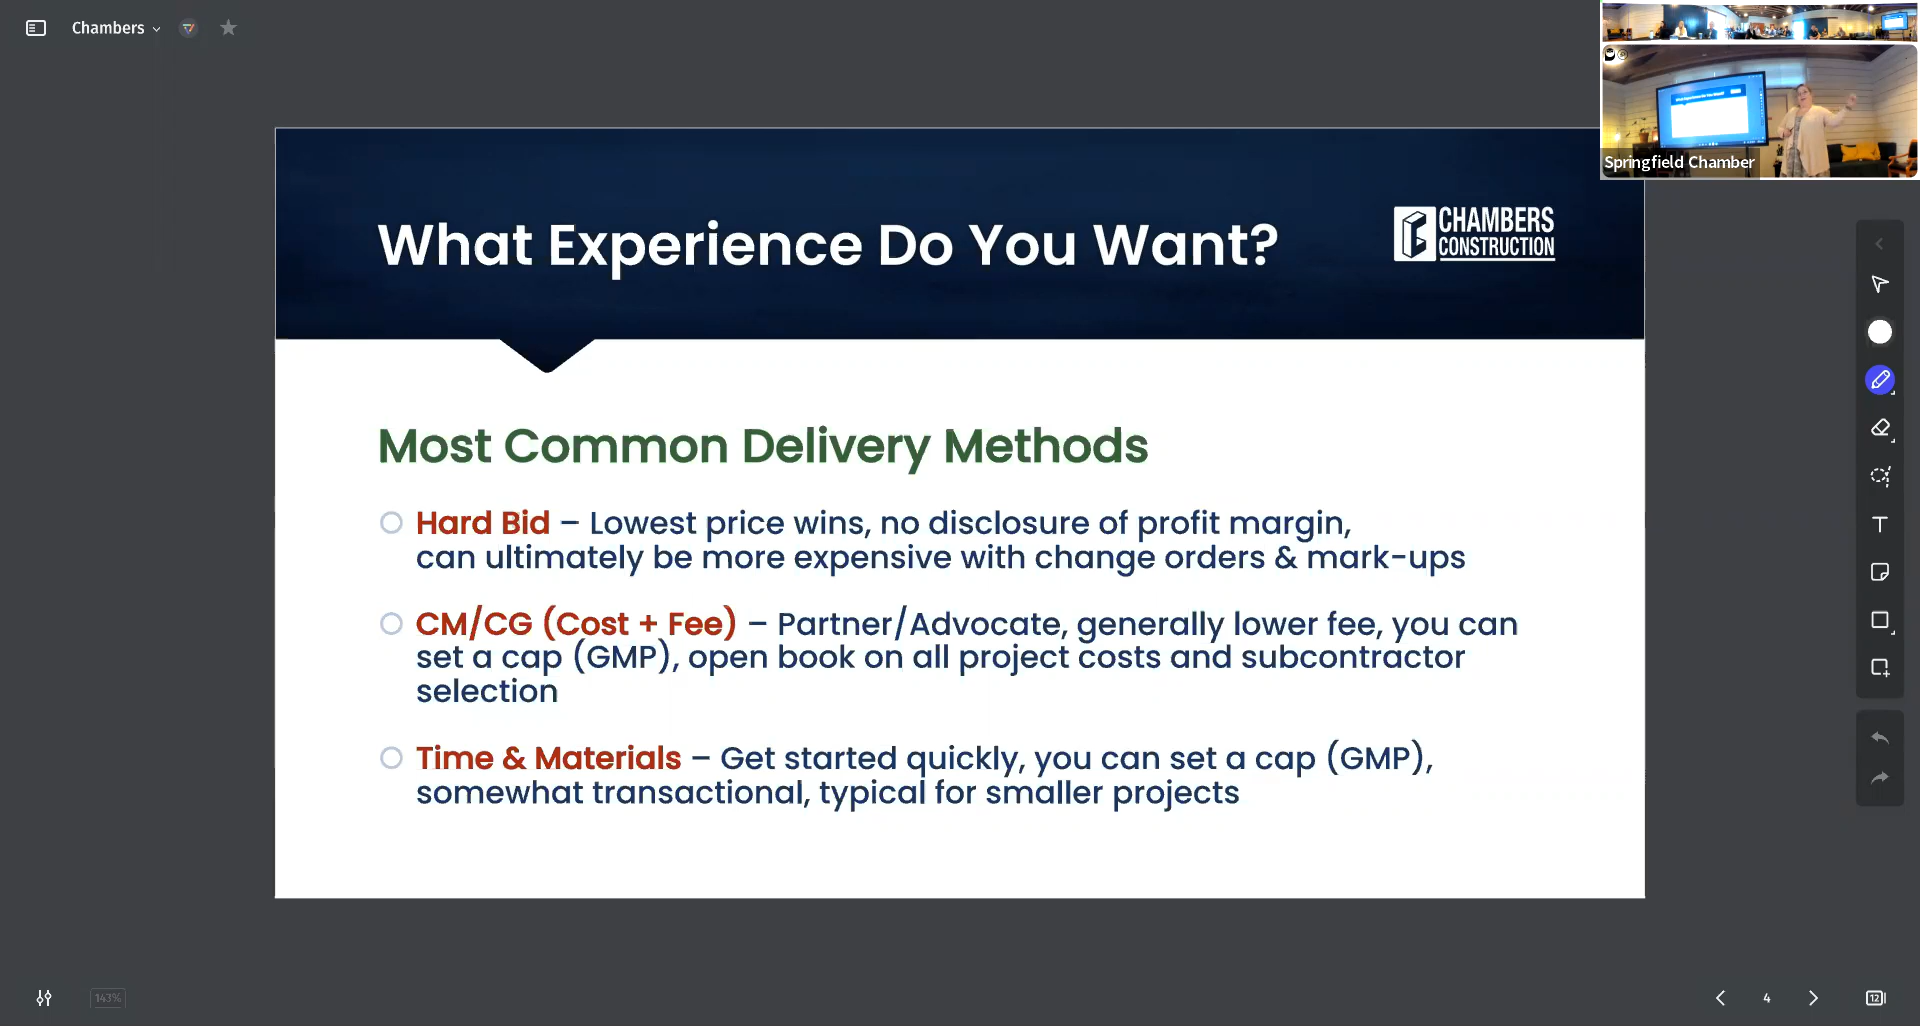 Chambers
Springfield Chamber
What Experience Do You Want?
CHAMBERS
CONSTRUCTION
Most Common Delivery Methods
Hard Bid – Lowest price wins, no disclosure of profit margin,
can ultimately be more expensive with change orders & mark-ups
CM/CG (Cost + Fee) – Partner/Advocate, generally lower fee, you can
set a cap (GMP), open book on all project costs and subcontractor
selection
Time & Materials – Get started quickly, you can set a cap (GMP),
somewhat transactional, typical for smaller projects
143%
4
12